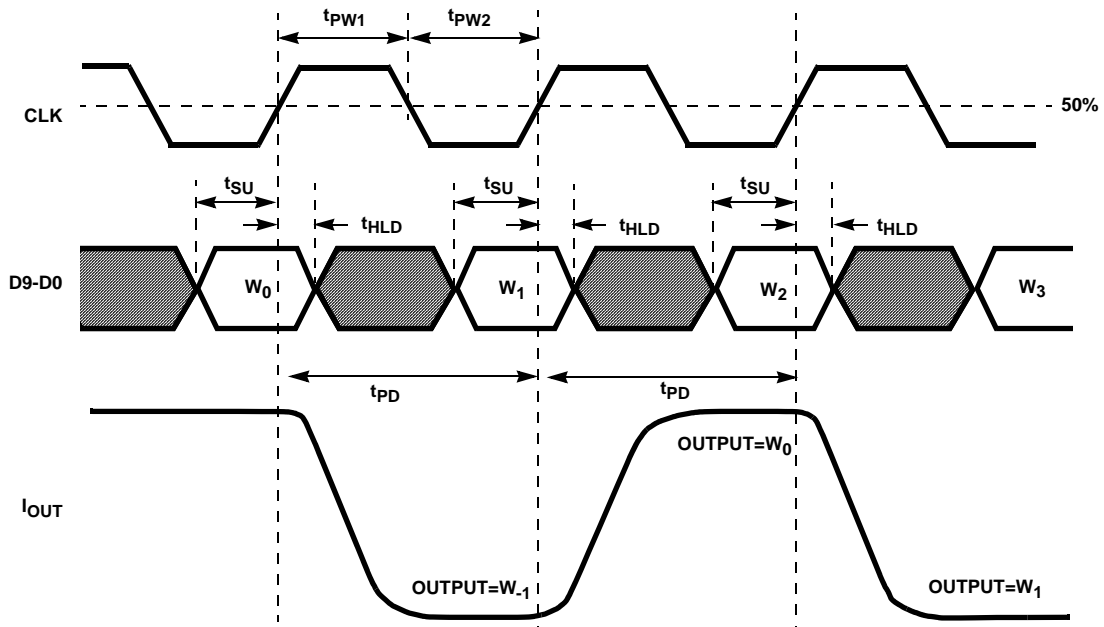 tPW1 tPW2
CLK
50%
tSU tSU tSU
tHLD tHLD tHLD
D9-D0
W0 W1 W2 W3
tPD tPD
OUTPUT=W0
IOUT
OUTPUT=W-1 OUTPUT=W1